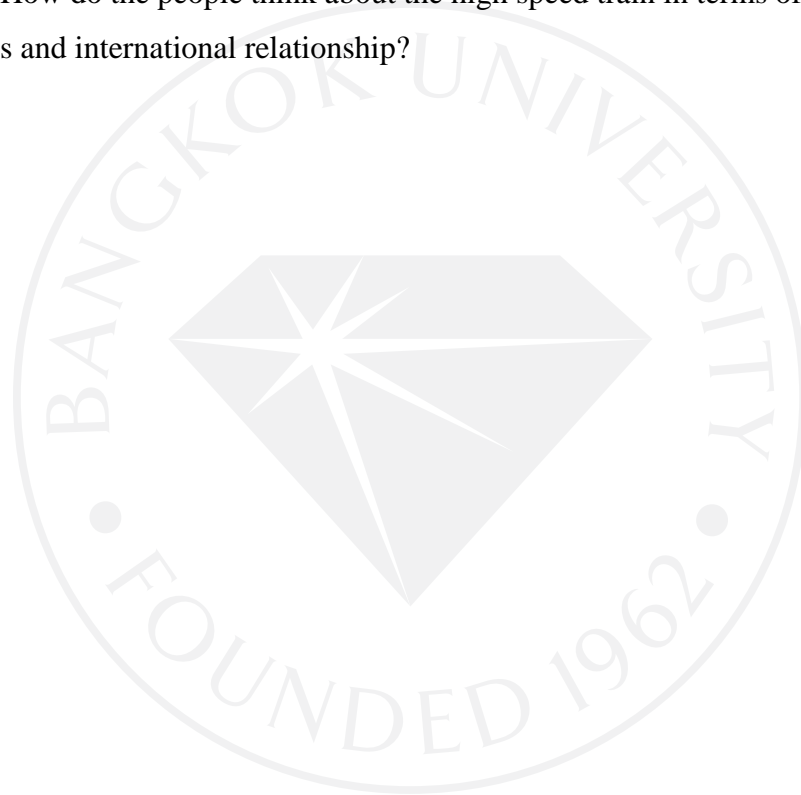 How do the people think about the high speed train in terms of
s and international relationship?
BANGKOK UNIVERSITY
FOUNDED 1962